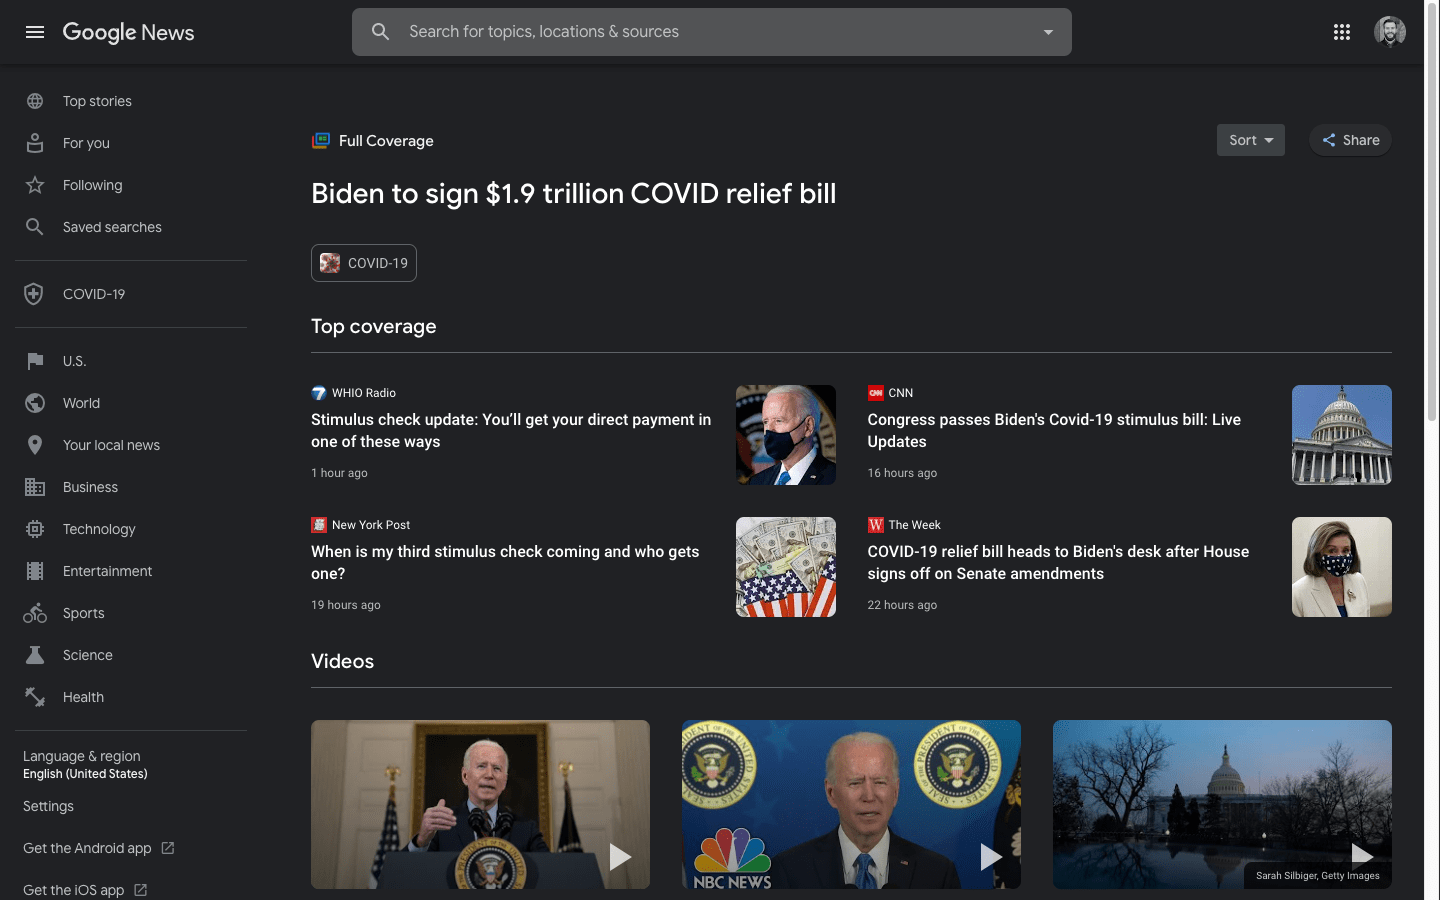 Google News
Search for topics, locations & sources
Top stories
For you
Following
Saved searches
COVID-19
U.S.
World
Your local news
Business
Technology
Entertainment
Sports
Science
Health
Language & region
English (United States)
Settings
Get the Android app
Get the iOS app
Full Coverage
Sort
Share
Biden to sign $1.9 trillion COVID relief bill
COVID-19
Top coverage
WHIO Radio
Stimulus check update: You’ll get your direct payment in
one of these ways
1 hour ago
CNN
CNN
Congress passes Biden's Covid-19 stimulus bill: Live
Updates
16 hours ago
New York Post
When is my third stimulus check coming and who gets
one?
19 hours ago
W
The Week
COVID-19 relief bill heads to Biden's desk after House
signs off on Senate amendments
22 hours ago
Videos
NBC NEWS
Sarah Silbiger, Getty Images